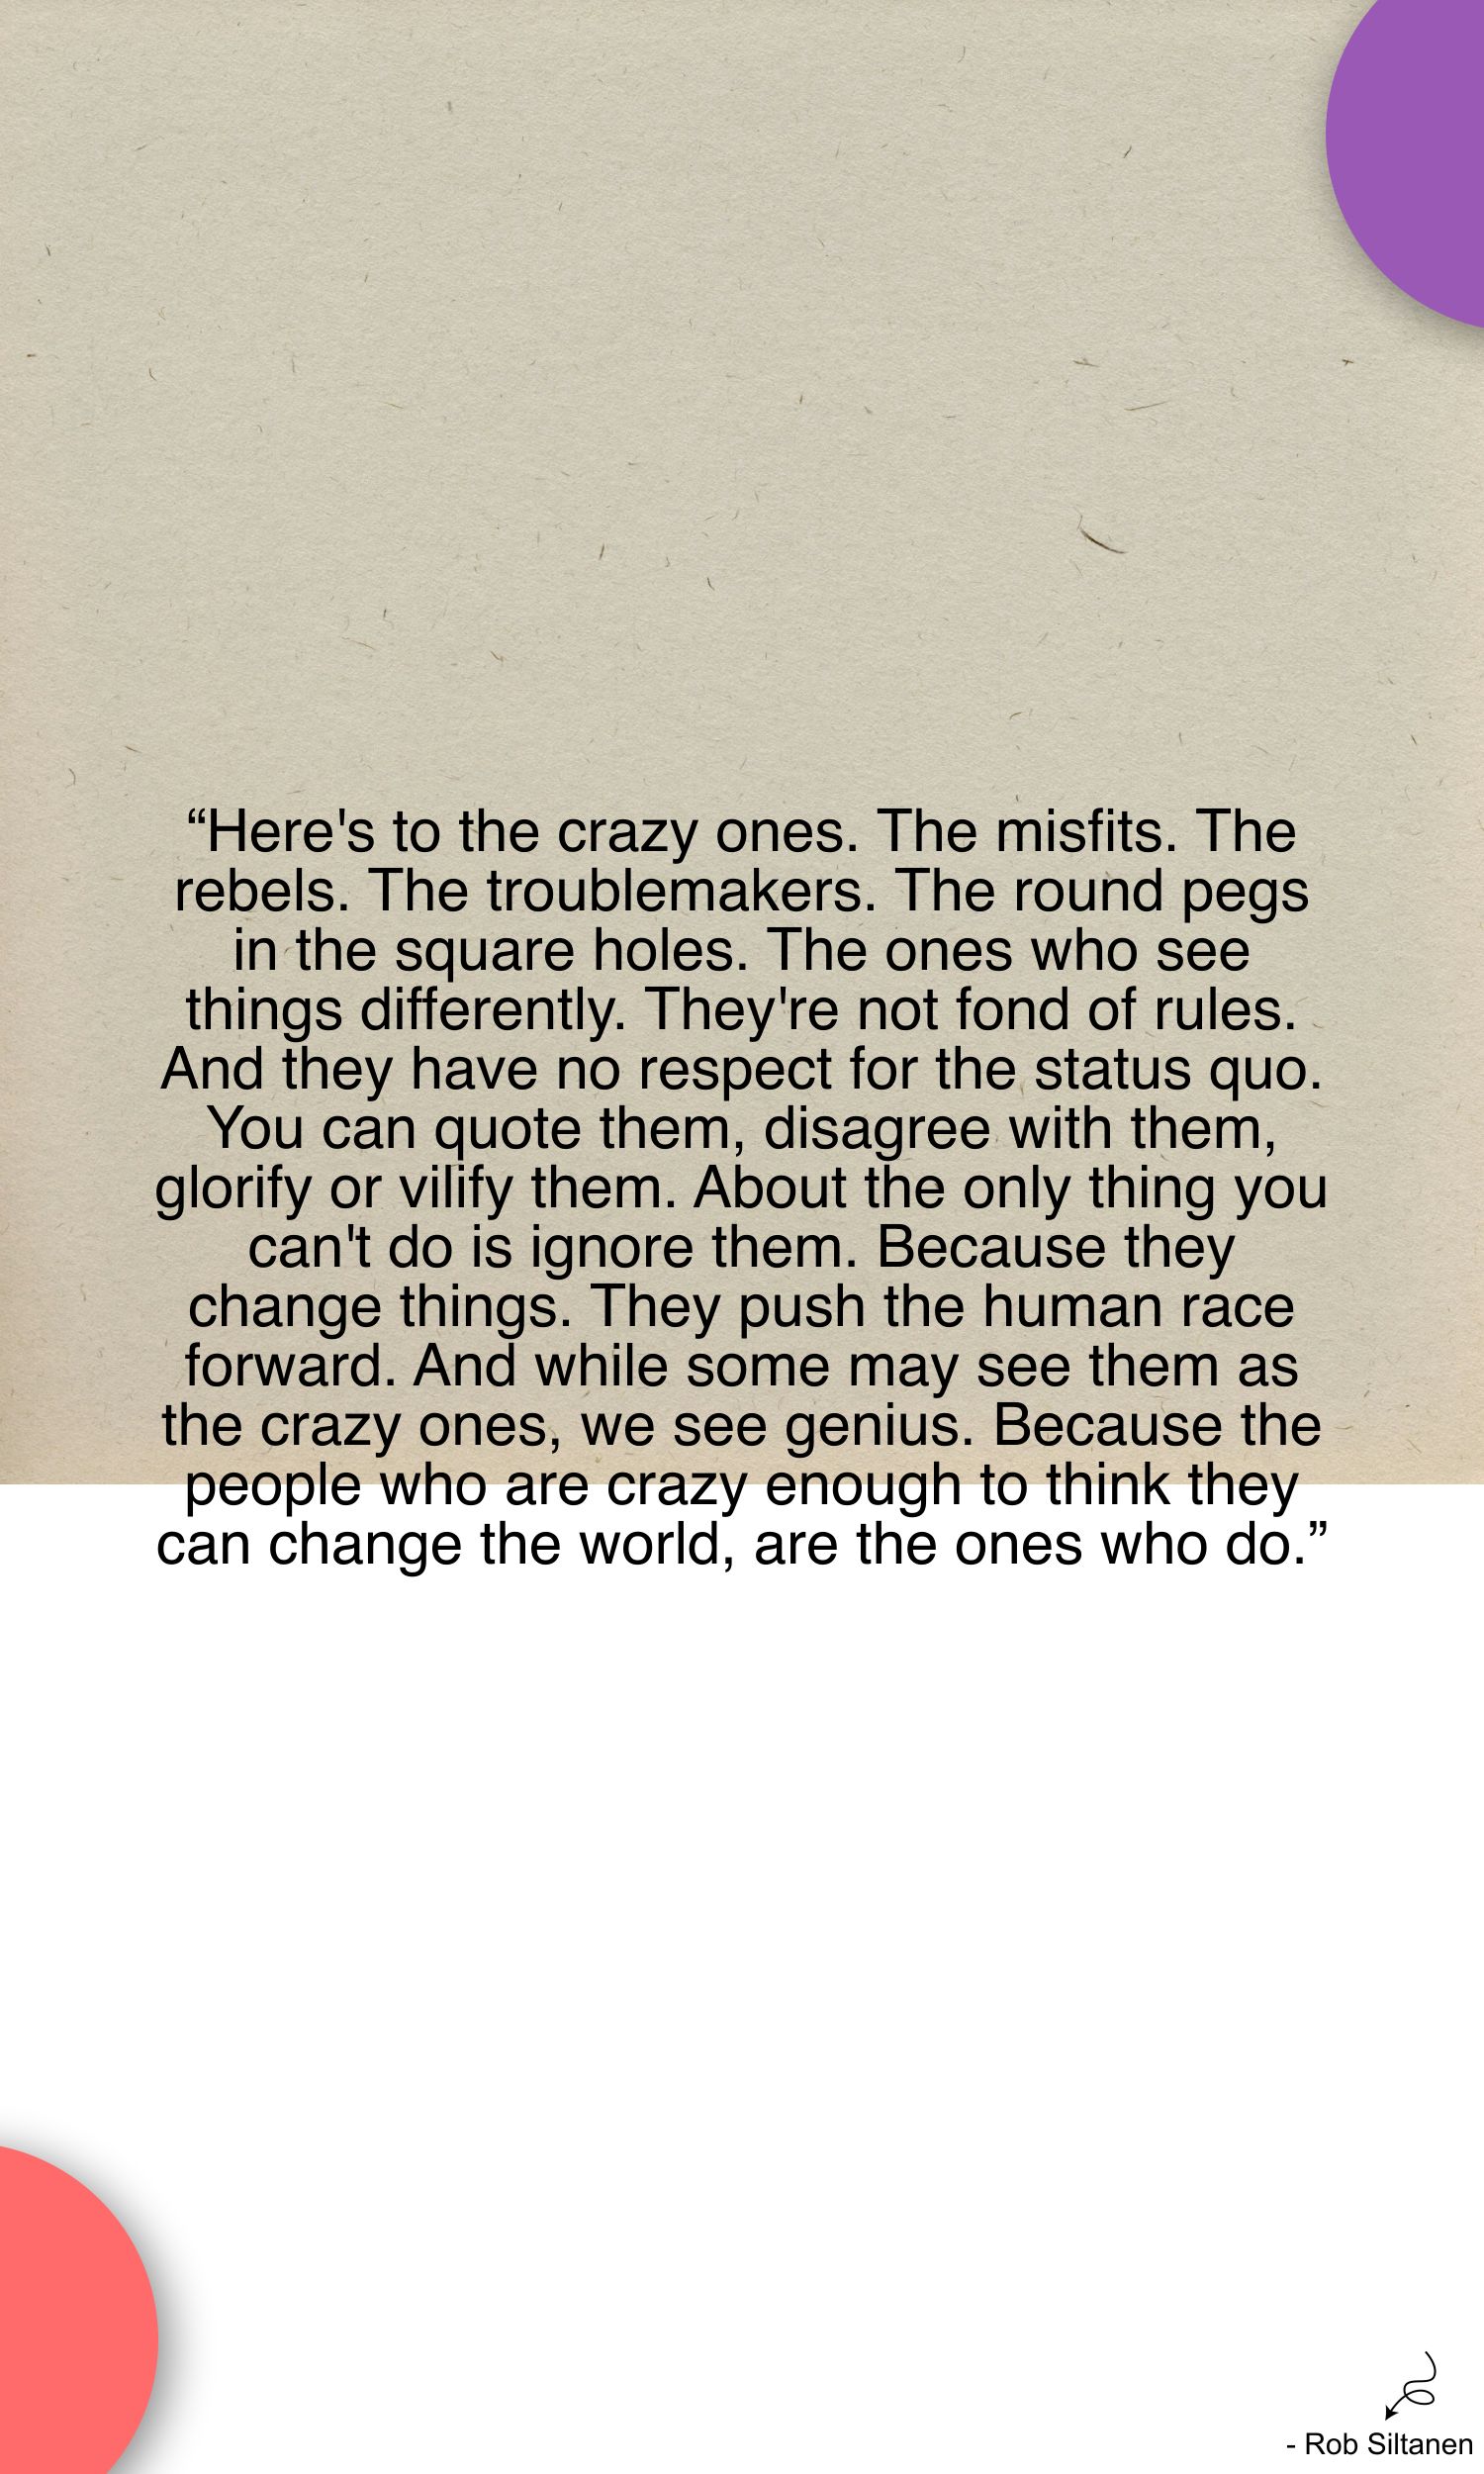 “Here's to the crazy ones. The misfits. The
rebels. The troublemakers. The round pegs
in the square holes. The ones who see
things differently. They're not fond of rules.
And they have no respect for the status quo.
You can quote them, disagree with them,
glorify or vilify them. About the only thing you
can't do is ignore them. Because they
change things. They push the human race
forward. And while some may see them as
the crazy ones, we see genius. Because the
people who are crazy enough to think they
can change the world, are the ones who do.”
- Rob Siltanen